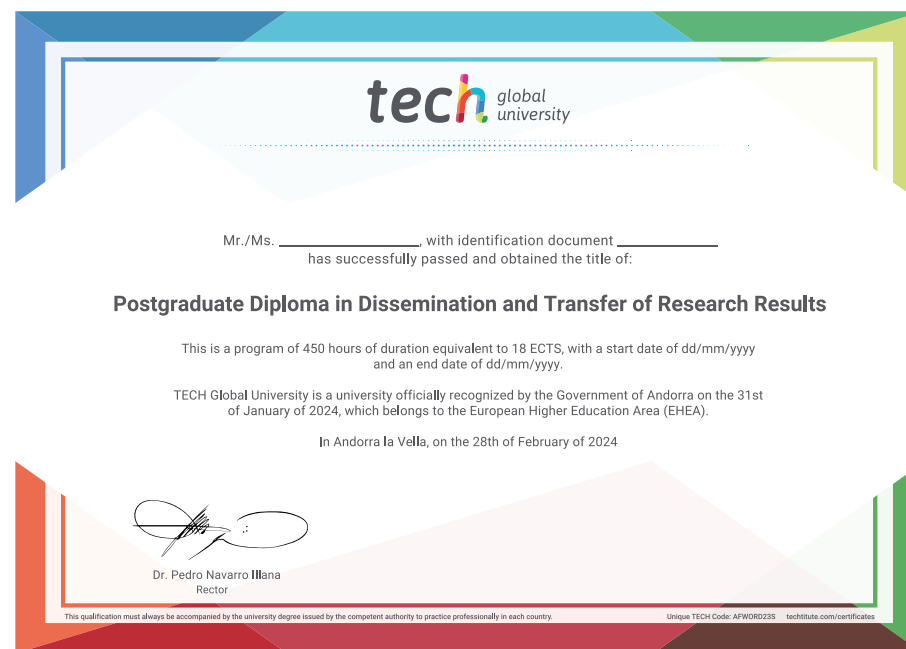 tech global university
Mr./Ms. ____________, with identification document ____________
has successfully passed and obtained the title of:
Postgraduate Diploma in Dissemination and Transfer of Research Results
This is a program of 450 hours of duration equivalent to 18 ECTS, with a start date of dd/mm/yyyy
and an end date of dd/mm/yyyy.
TECH Global University is a university officially recognized by the Government of Andorra on the 31st
of January of 2024, which belongs to the European Higher Education Area (EHEA).
In Andorra la Vella, on the 28th of February of 2024
Dr. Pedro Navarro Illana
Rector
This qualification must always be accompanied by the university degree issued by the competent authority to practice professionally in each country.
Unique TECH Code: AFWORD23S techtitute.com/certificates